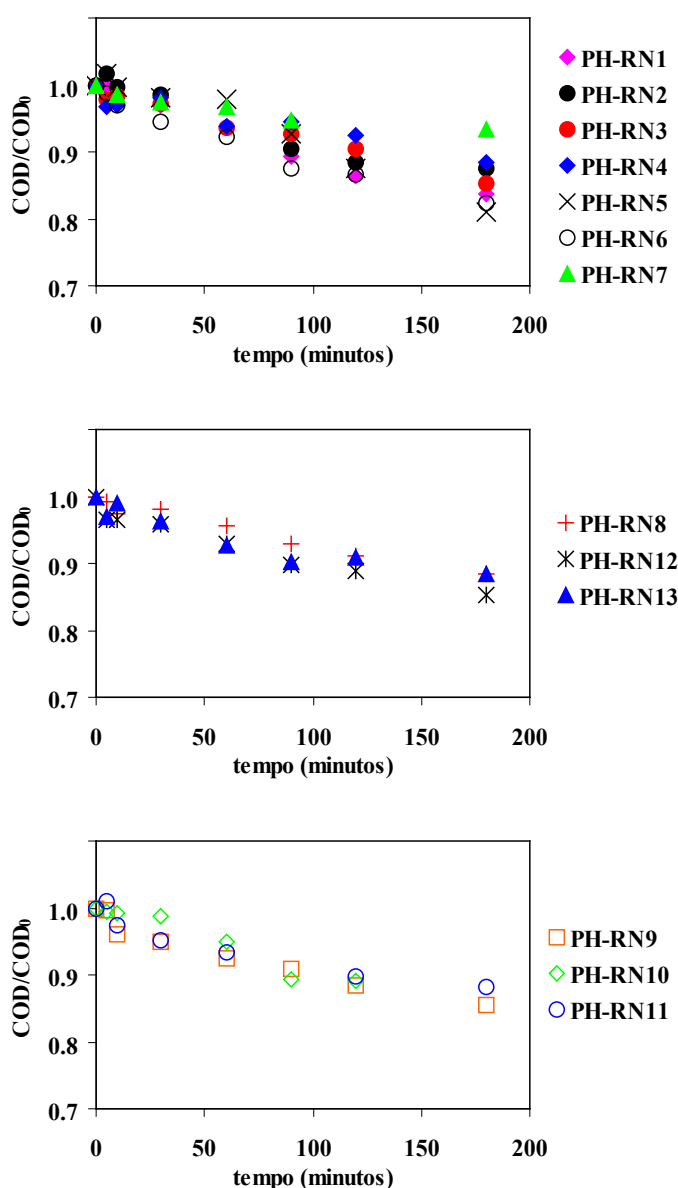 COD/COD₀
1.0
0.9
0.8
0.7
0 50 100 150 200
tempo (minutos)
PH-RN1
PH-RN2
PH-RN3
PH-RN4
PH-RN5
PH-RN6
PH-RN7
COD/COD₀
1.0
0.9
0.8
0.7
0 50 100 150 200
tempo (minutos)
PH-RN8
PH-RN12
PH-RN13
COD/COD₀
1.0
0.9
0.8
0.7
0 50 100 150 200
tempo (minutos)
PH-RN9
PH-RN10
PH-RN11